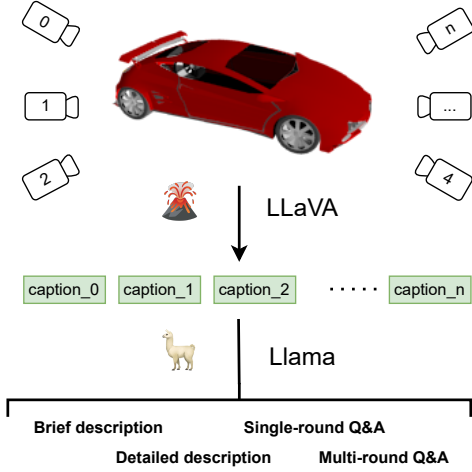 0
n
1
...
2
4
LLaVA
caption_0 caption_1 caption_2 ..... caption_n
Llama
Brief description Single-round Q&A
Detailed description Multi-round Q&A